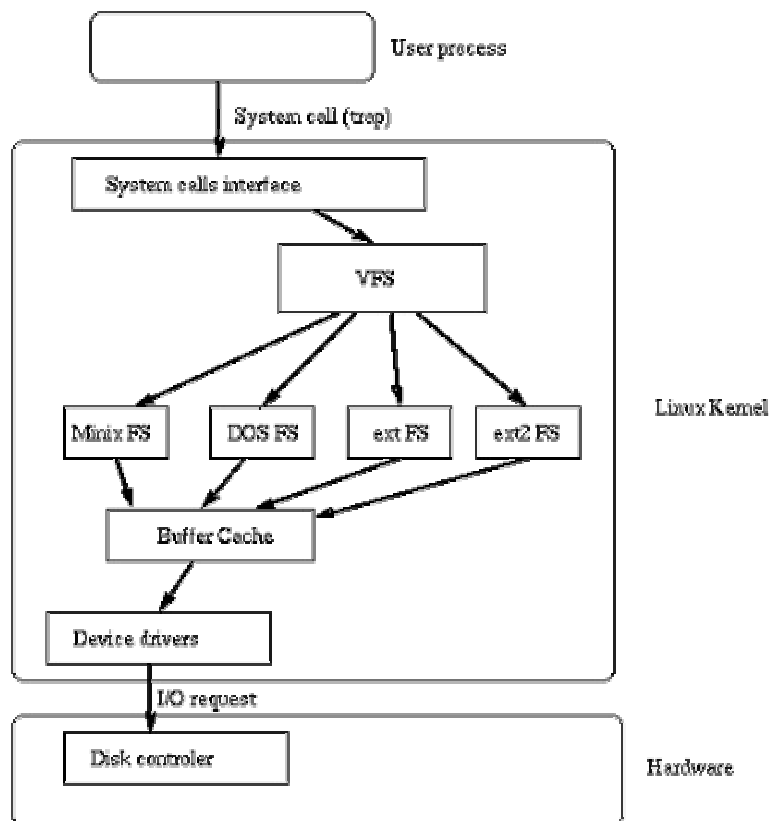 User process
System call (trap)
System calls interface
VFS
Linux Kernel
Minix FS
DOS FS
ext FS
ext2 FS
Buffer Cache
Device drivers
I/O request
Disk controler
Hardware